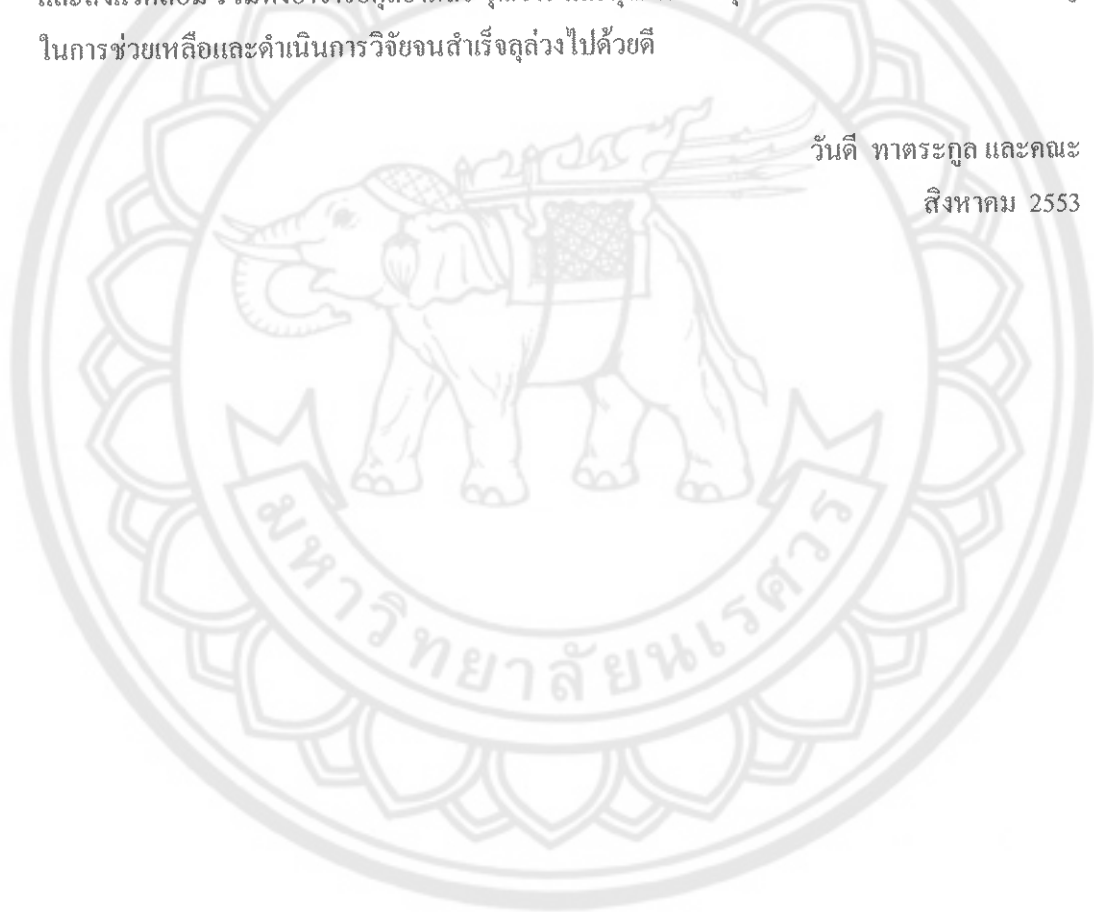 ในการช่วยเหลือและดำเนินการวิจัยจนสำเร็จลุล่วงไปด้วยดี
วันดี ทาตระกูล และคณะ
สิงหาคม 2553
มหาวิทยาลัยนเรศวร